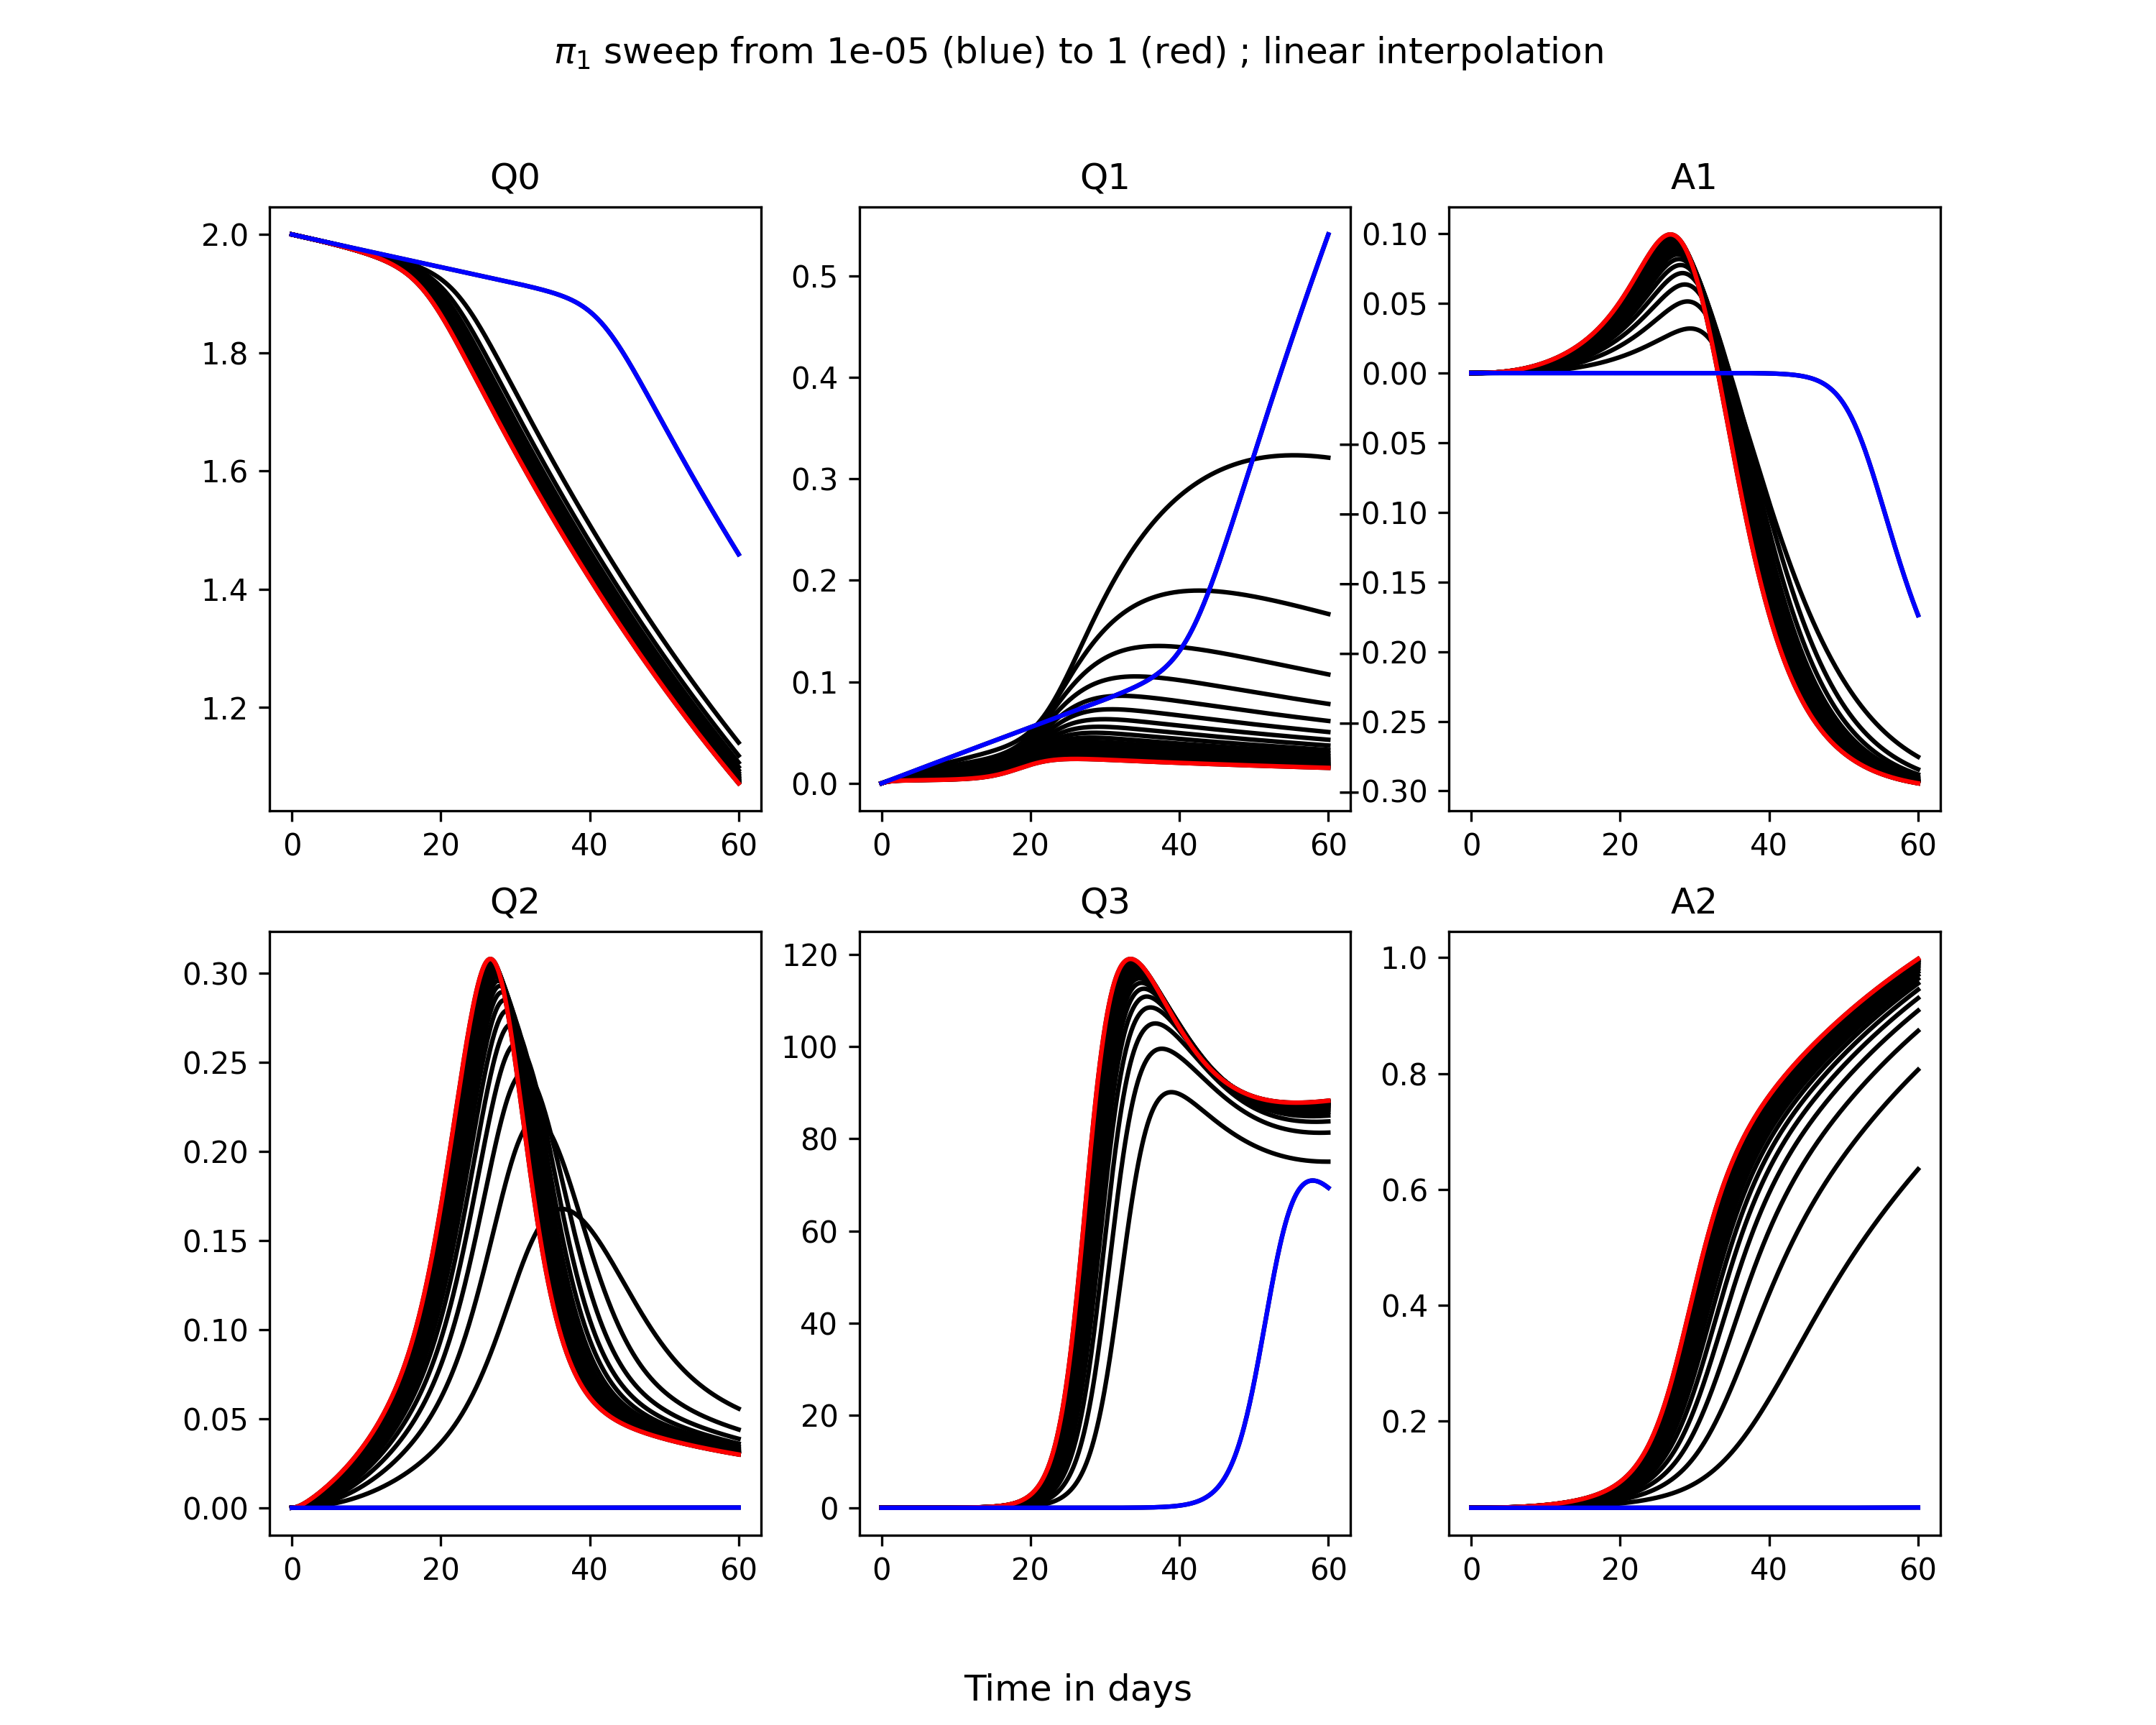 π₁ sweep from 1e-05 (blue) to 1 (red) ; linear interpolation
Q0
Q1
A1
2.0
1.8
1.6
1.4
1.2
0 20 40 60
0.5
0.4
0.3
0.2
0.1
0.0
0 20 40 60
0.10
0.05
0.00
−0.05
−0.10
−0.15
−0.20
−0.25
−0.30
0 20 40 60
Q2
Q3
A2
0.30
0.25
0.20
0.15
0.10
0.05
0.00
0 20 40 60
120
100
80
60
40
20
0
0 20 40 60
1.0
0.8
0.6
0.4
0.2
0 20 40 60
Time in days